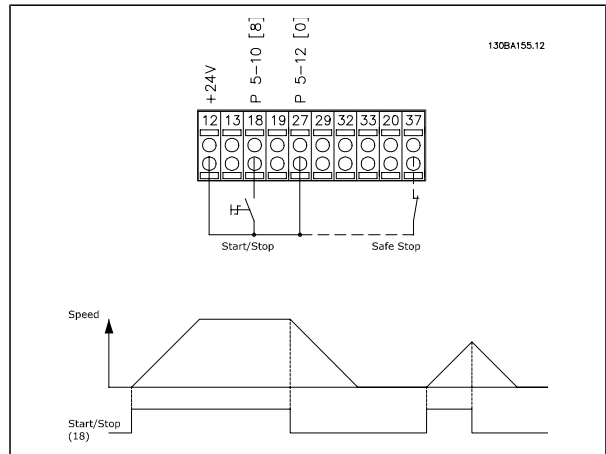 130BA155.12
+24V
P 5-10 [8]
P 5-12 [0]
12 13 18 19 27 29 32 33 20 37
Start/Stop
Safe Stop
Speed
Start/Stop
(18)